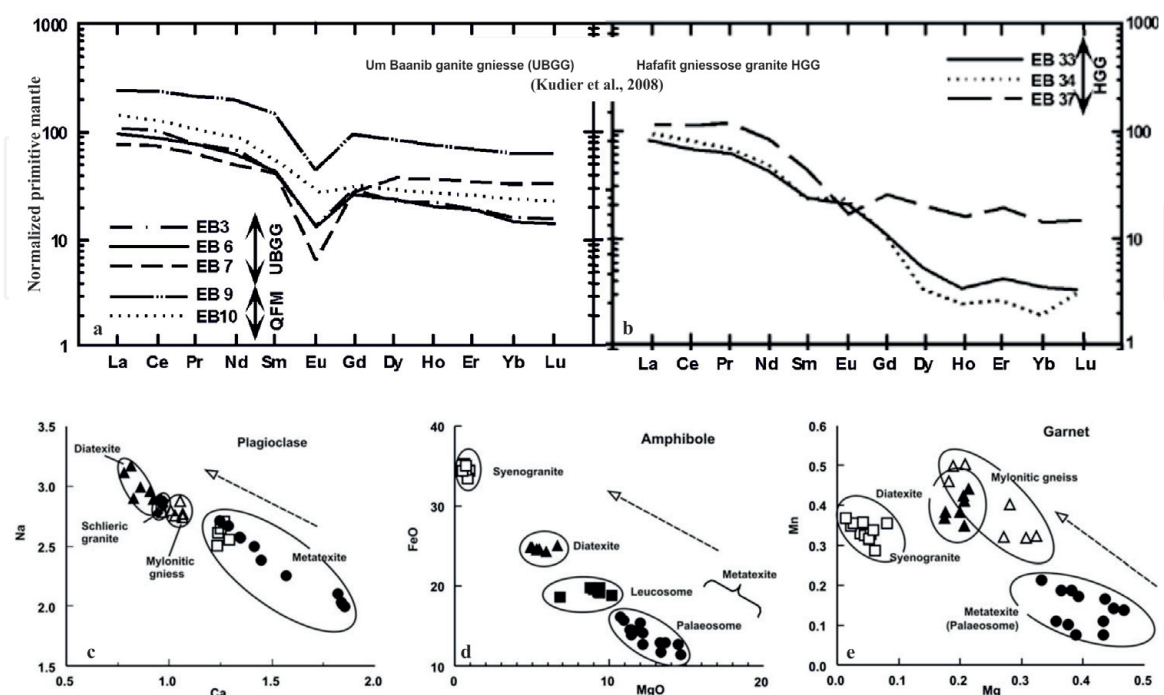 1000
100
10
1
Normalized primitive mantle
La Ce Pr Nd Sm Eu Gd Dy Ho Er Yb Lu
Um Baanib ganite gniesse (UBGG)
Hafafit gniessose granite HGG
(Kudier et al., 2008)
EB3
EB 6
EB 7
UBGG
EB 9
EB10
QFM
a
1000
100
10
1
EB 33
EB 34
EB 37
HGG
b
La Ce Pr Nd Sm Eu Gd Dy Ho Er Yb Lu
Na
3.5
3.0
2.5
2.0
1.5
Plagioclase
Diatexite
Schlieric
granite
Mylonitic
gniess
Metatexite
c
0.5 1.0 1.5 2.0
Ca
FeO
40
30
20
10
Amphibole
Syenogranite
Diatexite
Metatexite
Leucosome
Palaeosome
d
0 10 20
MgO
Mn
0.6
0.5
0.4
0.3
0.2
0.1
0.0
Garnet
Mylonitic gneiss
Diatexite
Syenogranite
Metatexite
(Palaeosome)
e
0.0 0.1 0.2 0.3 0.4 0.5
Mg